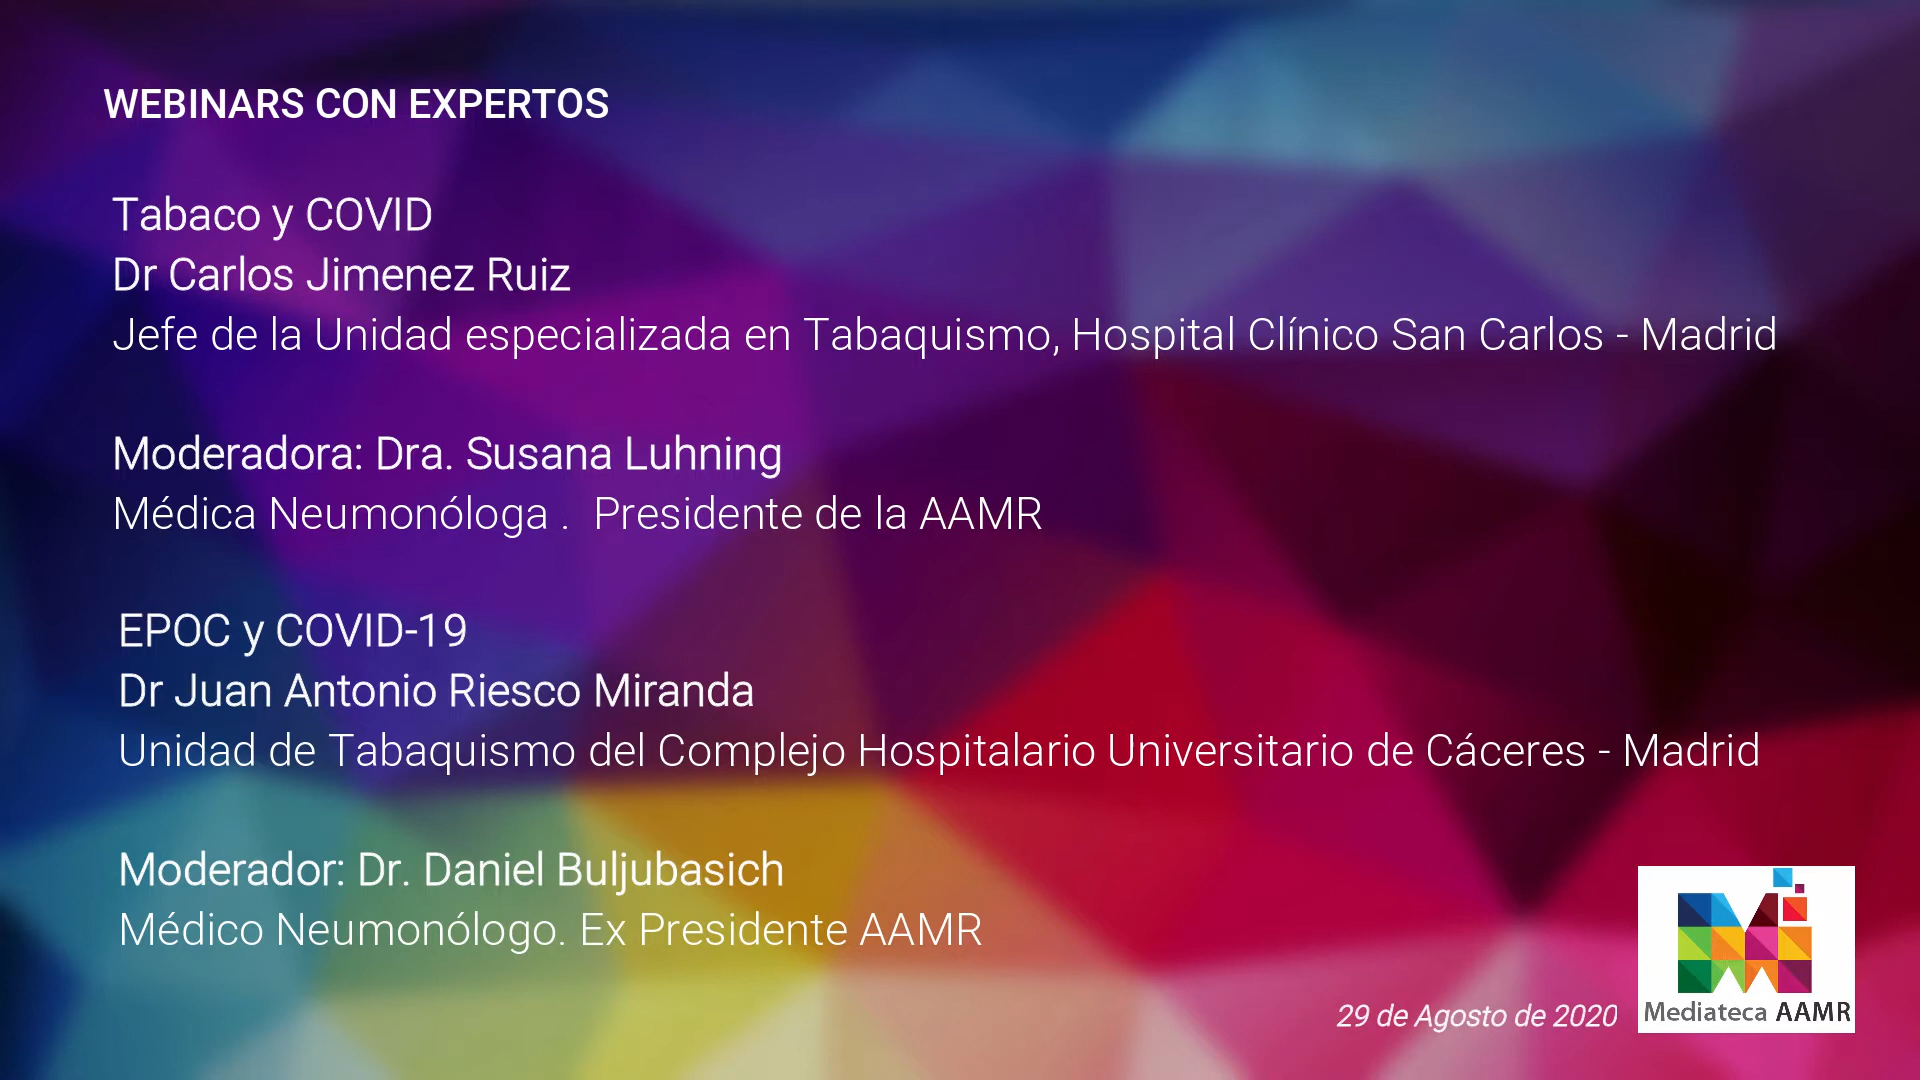 WEBINARS CON EXPERTOS
Tabaco y COVID
Dr Carlos Jimenez Ruiz
Jefe de la Unidad especializada en Tabaquismo, Hospital Clínico San Carlos - Madrid
Moderadora: Dra. Susana Luhning
Médica Neumonóloga .  Presidente de la AAMR
EPOC y COVID-19
Dr Juan Antonio Riesco Miranda
Unidad de Tabaquismo del Complejo Hospitalario Universitario de Cáceres - Madrid
Moderador: Dr. Daniel Buljubasich
Médico Neumonólogo. Ex Presidente AAMR
29 de Agosto de 2020
Mediateca AAMR